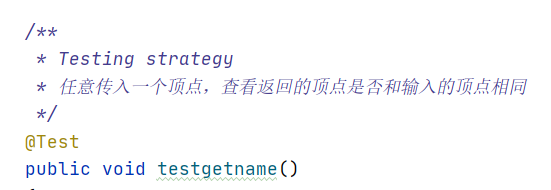 /**
* Testing strategy
* 任意传入一个顶点，查看返回的顶点是否和输入的顶点相同
*/
@Test
public void testgetname()